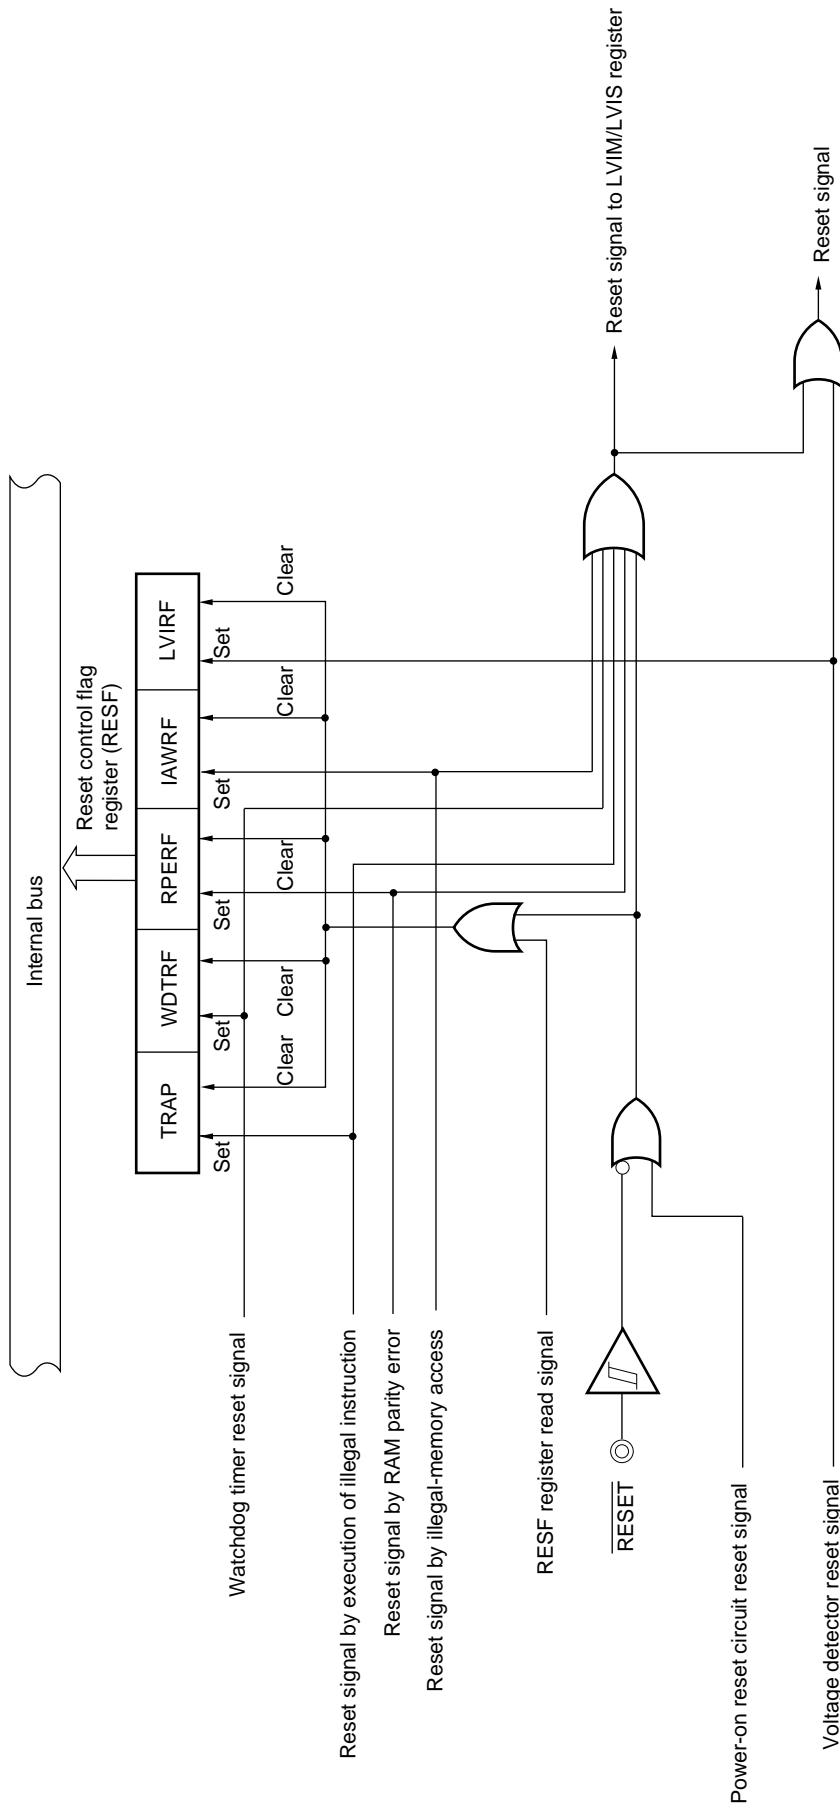 Internal bus
Reset control flag
register (RESF)
TRAP
WDTRF
RPERF
IAWRF
LVIRF
Set
Clear
Set
Clear
Set
Clear
Set
Clear
Set
Clear
Watchdog timer reset signal
Reset signal by execution of illegal instruction
Reset signal by RAM parity error
Reset signal by illegal-memory access
RESF register read signal
RESET
Power-on reset circuit reset signal
Voltage detector reset signal
Reset signal to LVIM/LVIS register
Reset signal